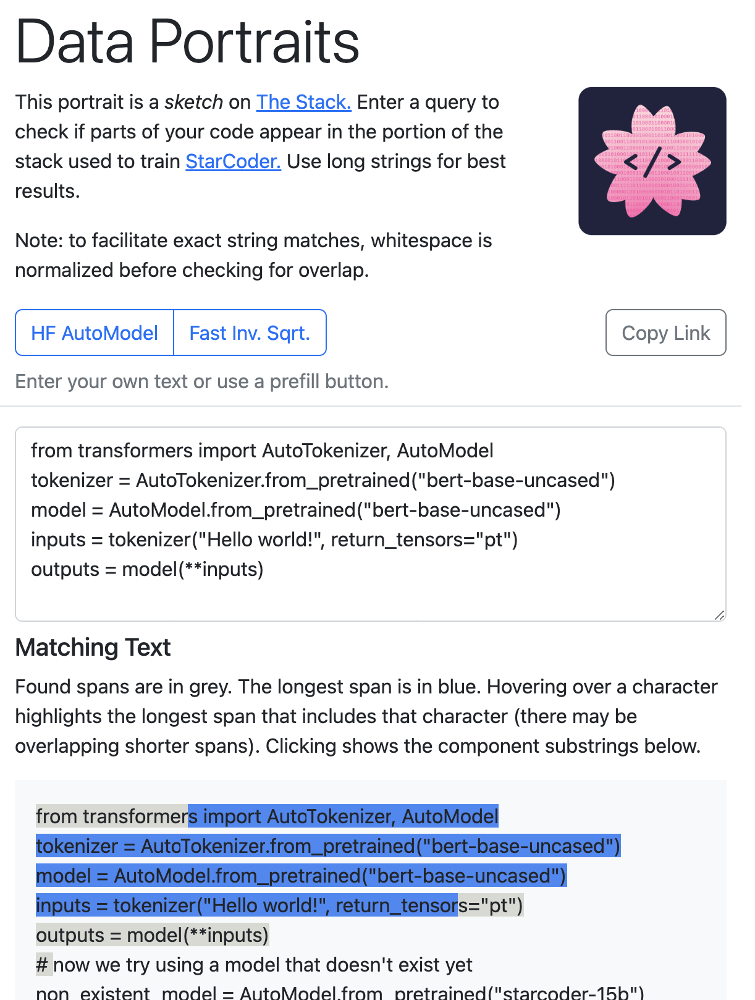 Data Portraits
This portrait is a sketch on The Stack. Enter a query to
check if parts of your code appear in the portion of the
stack used to train StarCoder. Use long strings for best
results.
</>
Note: to facilitate exact string matches, whitespace is
normalized before checking for overlap.
HF AutoModel
Fast Inv. Sqrt.
Copy Link
Enter your own text or use a prefill button.
from transformers import AutoTokenizer, AutoModel
tokenizer = AutoTokenizer.from_pretrained("bert-base-uncased")
model = AutoModel.from_pretrained("bert-base-uncased")
inputs = tokenizer("Hello world!", return_tensors="pt")
outputs = model(**inputs)
Matching Text
Found spans are in grey. The longest span is in blue. Hovering over a character
highlights the longest span that includes that character (there may be
overlapping shorter spans). Clicking shows the component substrings below.
from transformers import AutoTokenizer, AutoModel
tokenizer = AutoTokenizer.from_pretrained("bert-base-uncased")
model = AutoModel.from_pretrained("bert-base-uncased")
inputs = tokenizer("Hello world!", return_tensors="pt")
outputs = model(**inputs)
# now we try using a model that doesn't exist yet
non_existent_model = AutoModel.from_pretrained("starcoder-15b")